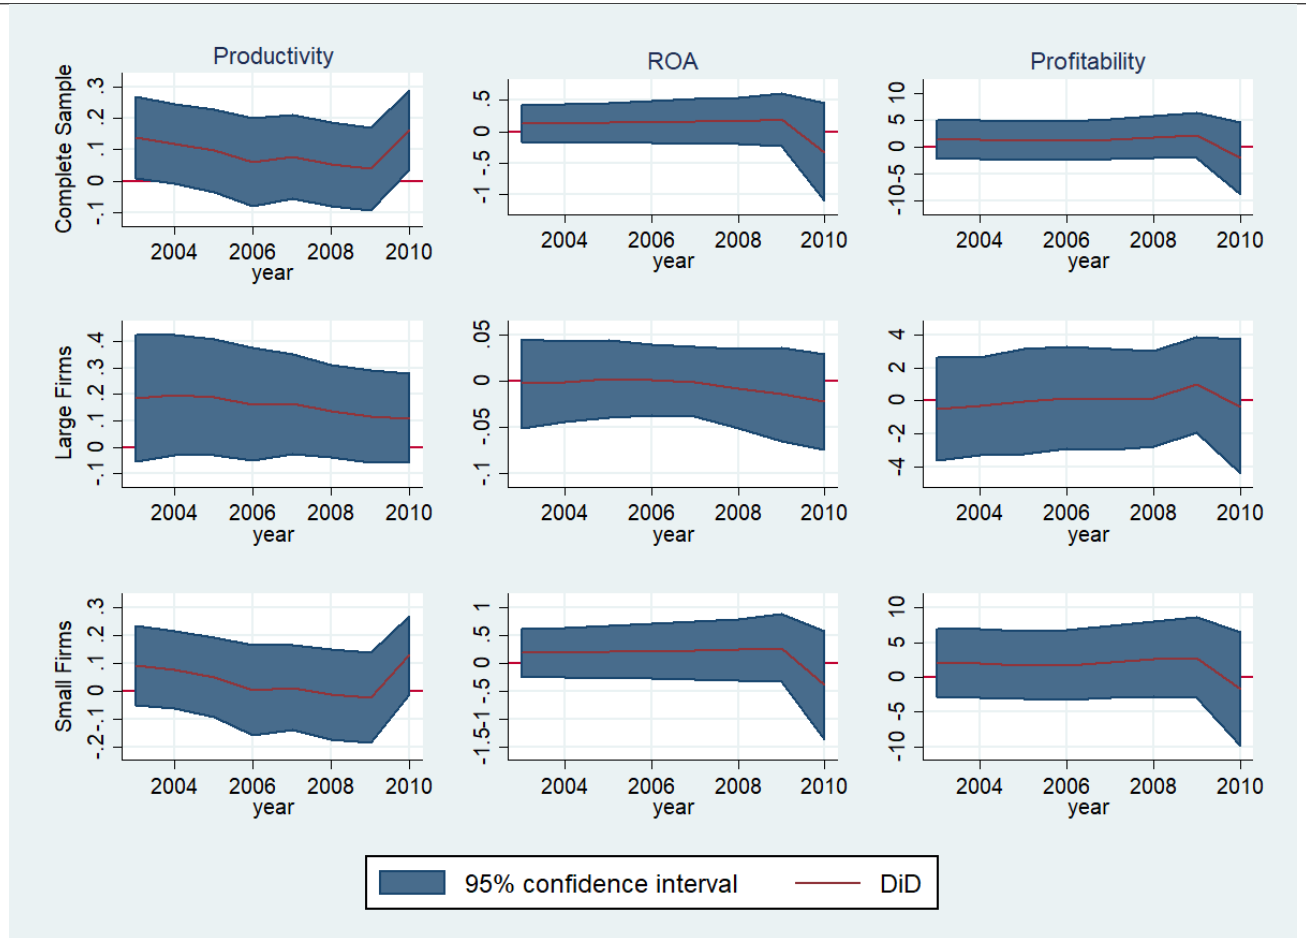 Productivity
ROA
Profitability
Complete Sample
.3
.2
.1
0
-.1
2004 2006 2008 2010
year
.5
0
-.5
-1
2004 2006 2008 2010
year
10
5
0
-5
-10
2004 2006 2008 2010
year
Large Firms
.4
.3
.2
.1
0
-.1
2004 2006 2008 2010
year
.05
0
-.05
-.1
2004 2006 2008 2010
year
4
2
0
-2
-4
2004 2006 2008 2010
year
Small Firms
.3
.2
.1
0
-.1
-.2
2004 2006 2008 2010
year
1
.5
0
-.5
-1
-1.5
2004 2006 2008 2010
year
10
5
0
-5
-10
2004 2006 2008 2010
year
95% confidence interval DiD